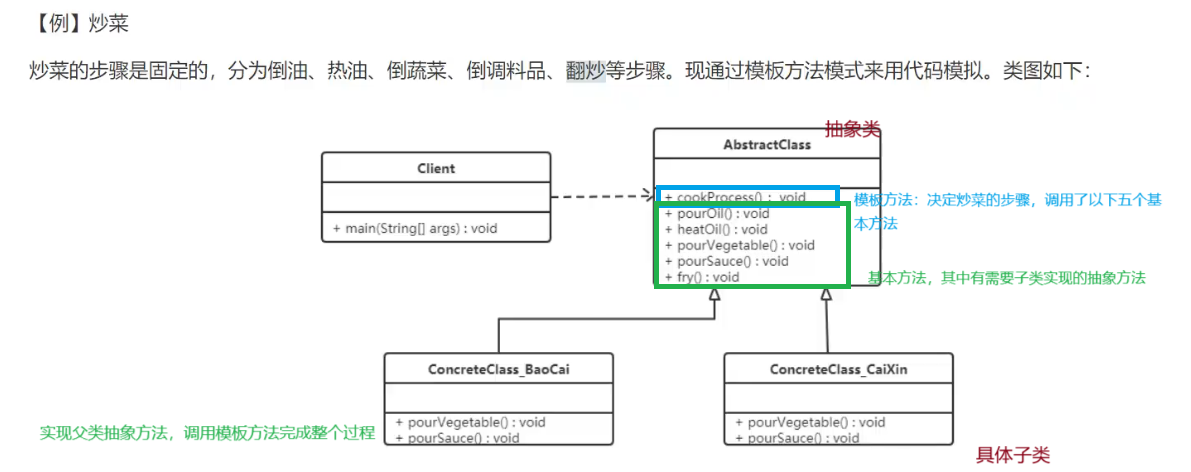 【例】炒菜
炒菜的步骤是固定的，分为倒油、热油、倒蔬菜、倒调料品、翻炒等步骤。现通过模板方法模式来用代码模拟。类图如下：
抽象类
AbstractClass
Client
+ cookProcess() : void
模板方法：决定炒菜的步骤，调用了以下五个基
本方法
+ pourOil() : void
+ main(String[] args) : void
+ heatOil() : void
+ pourVegetable() : void
+ pourSauce() : void
+ fry() : void
基本方法，其中有需要子类实现的抽象方法
ConcreteClass_BaoCai
ConcreteClass_CaiXin
+ pourVegetable() : void
+ pourSauce() : void
+ pourVegetable() : void
+ pourSauce() : void
实现父类抽象方法，调用模板方法完成整个过程
具体子类